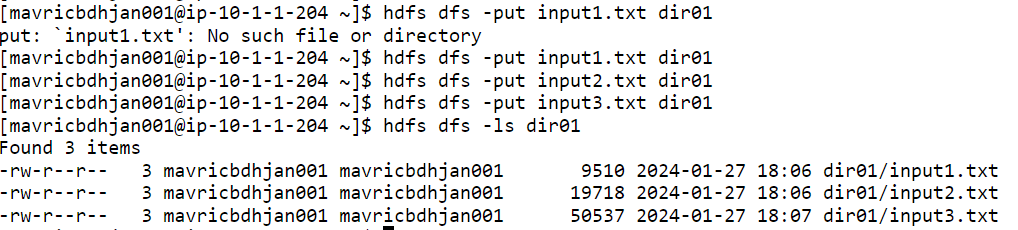 [mavricbdhjan001@ip-10-1-1-204 ~]$ hdfs dfs -put input1.txt dir01
put: `input1.txt': No such file or directory
[mavricbdhjan001@ip-10-1-1-204 ~]$ hdfs dfs -put input1.txt dir01
[mavricbdhjan001@ip-10-1-1-204 ~]$ hdfs dfs -put input2.txt dir01
[mavricbdhjan001@ip-10-1-1-204 ~]$ hdfs dfs -put input3.txt dir01
[mavricbdhjan001@ip-10-1-1-204 ~]$ hdfs dfs -ls dir01
Found 3 items
-rw-r--r--   3 mavricbdhjan001 mavricbdhjan001       9510 2024-01-27 18:06 dir01/input1.txt
-rw-r--r--   3 mavricbdhjan001 mavricbdhjan001      19718 2024-01-27 18:06 dir01/input2.txt
-rw-r--r--   3 mavricbdhjan001 mavricbdhjan001      50537 2024-01-27 18:07 dir01/input3.txt